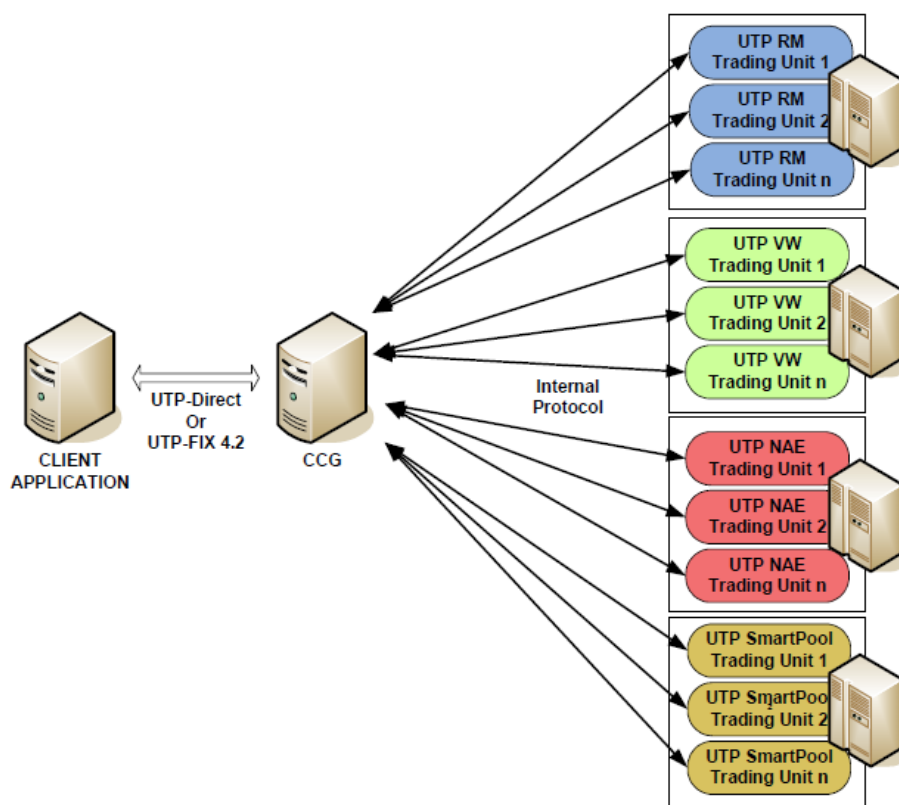 UTP RM
Trading Unit 1
UTP RM
Trading Unit 2
UTP RM
Trading Unit n
UTP VW
Trading Unit 1
UTP VW
Trading Unit 2
UTP VW
Trading Unit n
UTP-Direct
Or
UTP-FIX 4.2
CLIENT
APPLICATION
CCG
Internal
Protocol
UTP NAE
Trading Unit 1
UTP NAE
Trading Unit 2
UTP NAE
Trading Unit n
UTP SmartPool
Trading Unit 1
UTP SmartPool
Trading Unit 2
UTP SmartPool
Trading Unit n